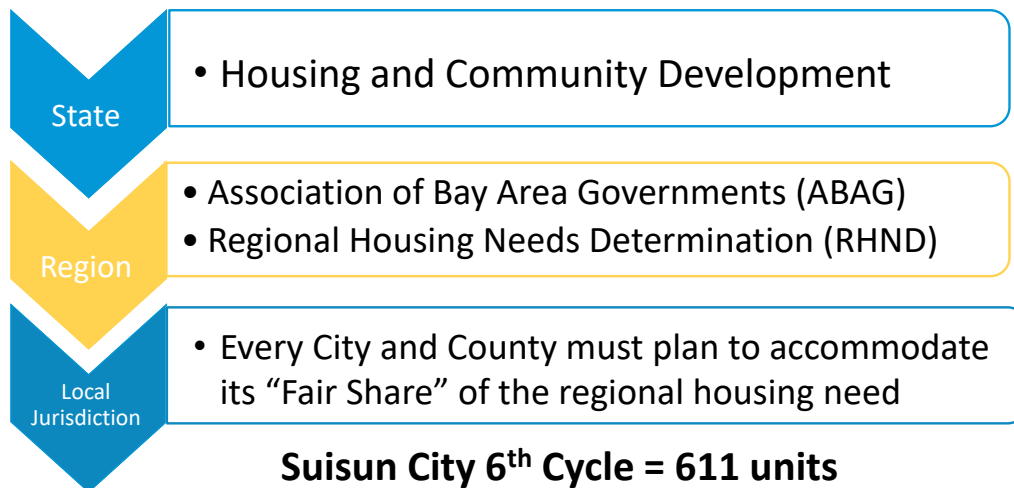 State
• Housing and Community Development
Region
• Association of Bay Area Governments (ABAG)
• Regional Housing Needs Determination (RHND)
Local
Jurisdiction
• Every City and County must plan to accommodate
its “Fair Share” of the regional housing need
Suisun City 6th Cycle = 611 units